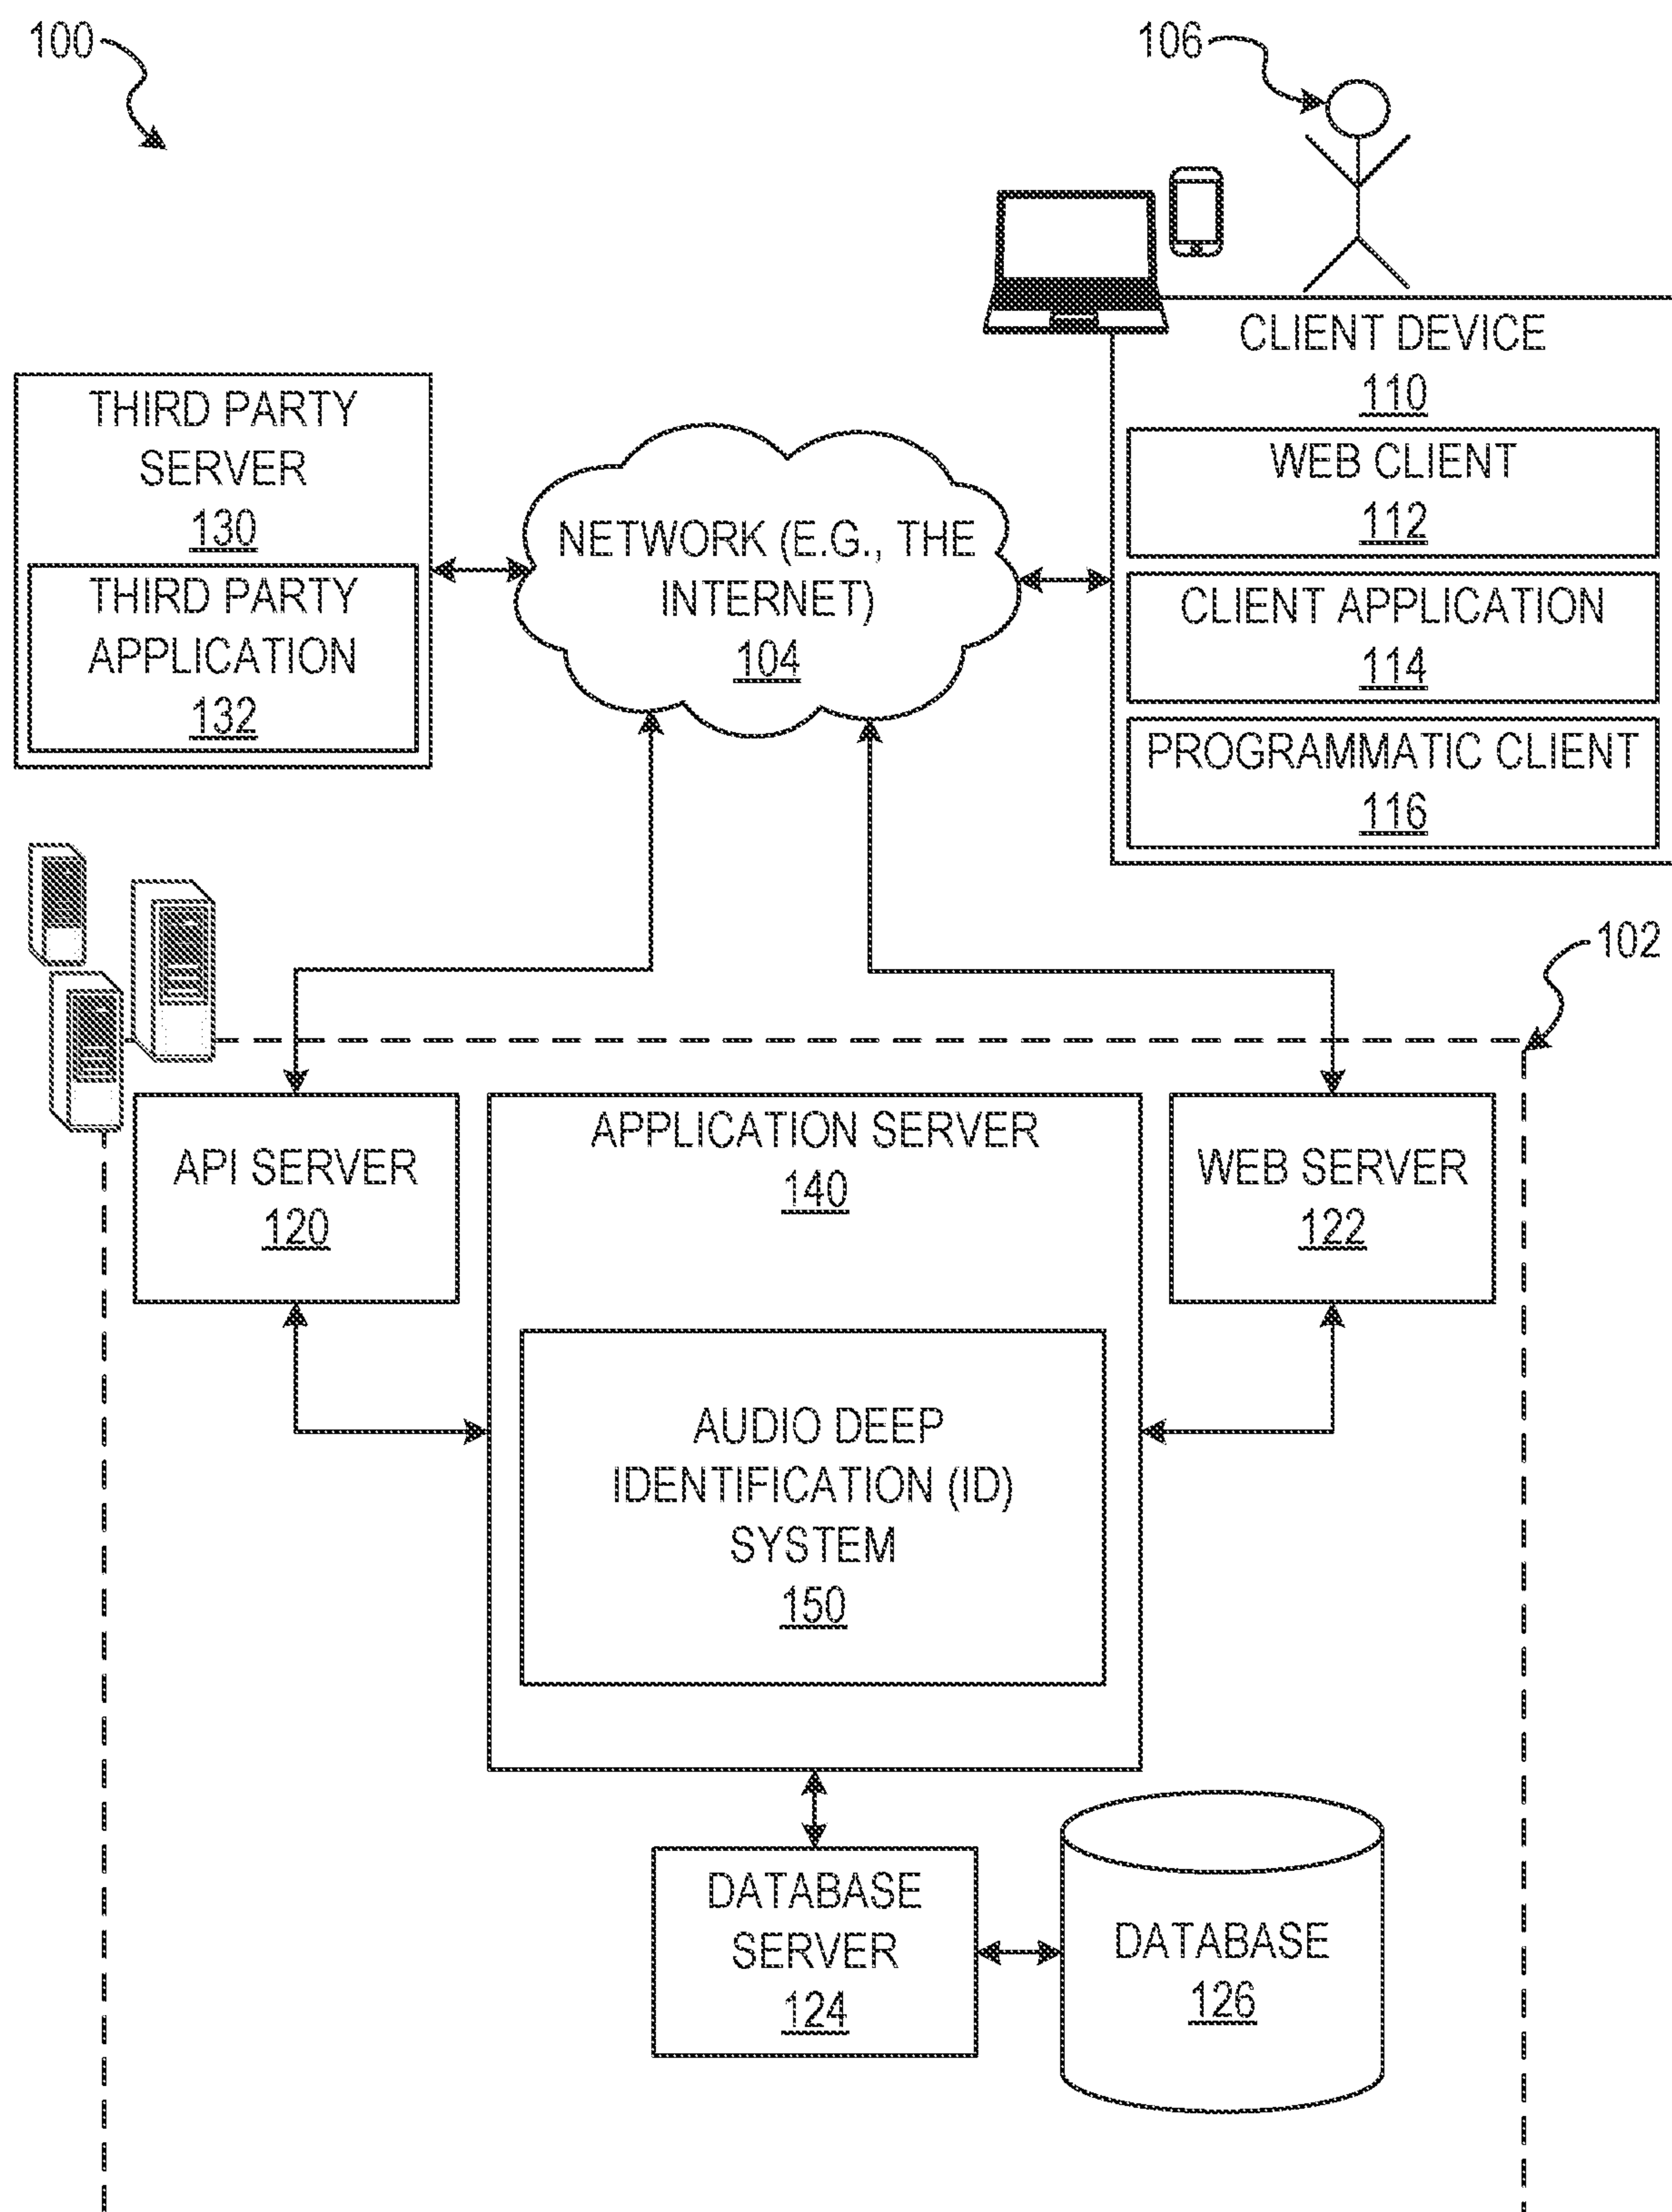 100
106
CLIENT DEVICE
110
WEB CLIENT
112
CLIENT APPLICATION
114
PROGRAMMATIC CLIENT
116
THIRD PARTY
SERVER
130
THIRD PARTY
APPLICATION
132
NETWORK (E.G., THE
INTERNET)
104
102
API SERVER
120
APPLICATION SERVER
140
AUDIO DEEP
IDENTIFICATION (ID)
SYSTEM
150
WEB SERVER
122
DATABASE
SERVER
124
DATABASE
126